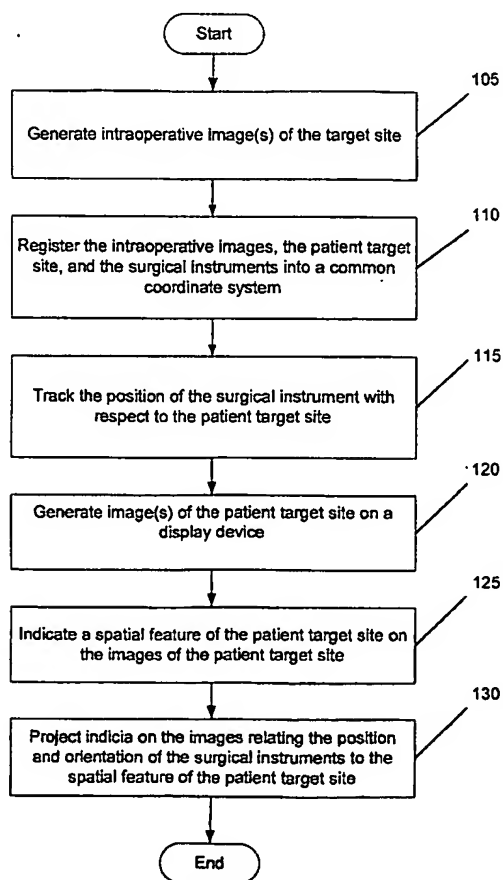 Start
105
Generate intraoperative image(s) of the target site
110
Register the intraoperative images, the patient target
site, and the surgical instruments into a common
coordinate system
115
Track the position of the surgical instrument with
respect to the patient target site
120
Generate image(s) of the patient target site on a
display device
125
Indicate a spatial feature of the patient target site on
the images of the patient target site
130
Project indicia on the images relating the position
and orientation of the surgical instruments to the
spatial feature of the patient target site
End